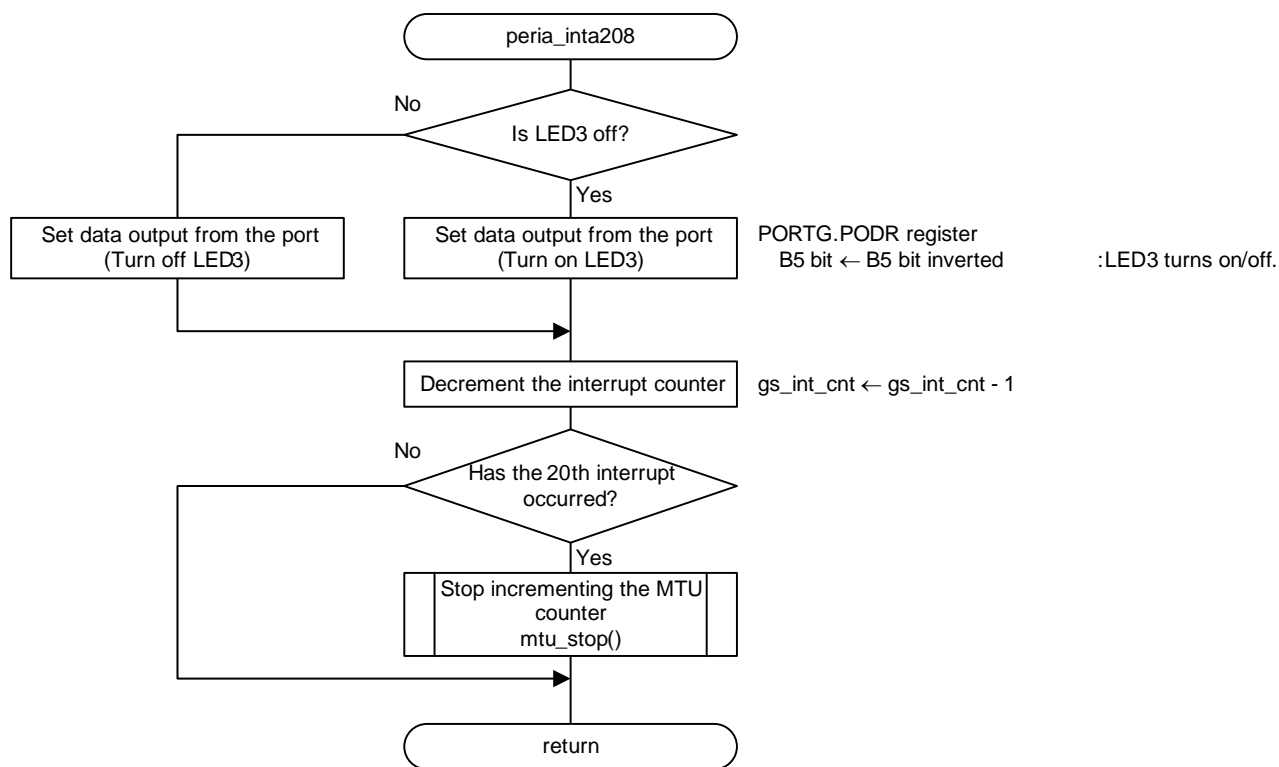 peria_inta208
No
Is LED3 off?
Yes
Set data output from the port
(Turn off LED3)
Set data output from the port
(Turn on LED3)
PORTG.PODR register
B5 bit ← B5 bit inverted :LED3 turns on/off.
Decrement the interrupt counter
gs_int_cnt ← gs_int_cnt - 1
No
Has the 20th interrupt
occurred?
Yes
Stop incrementing the MTU
counter
mtu_stop()
return